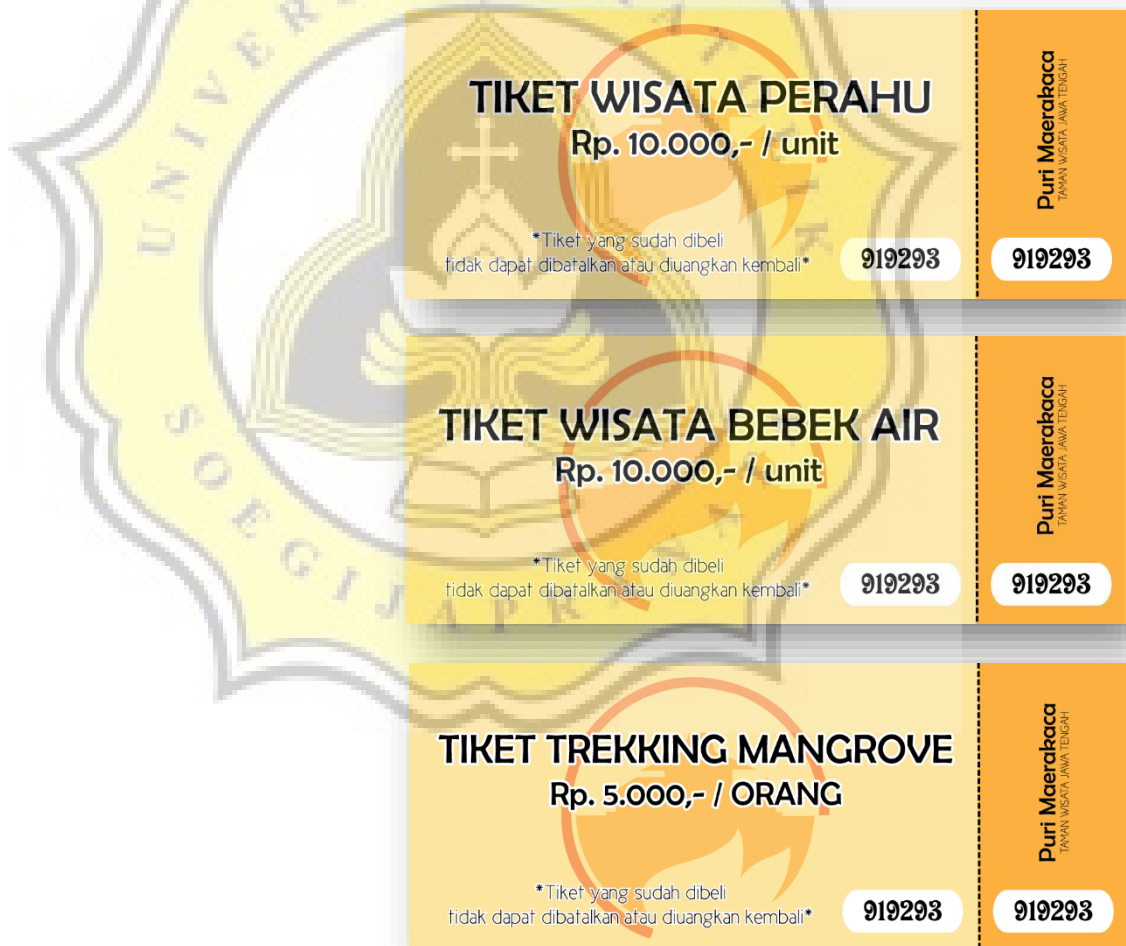 UNIVERSITAS KATOLIK
SOEGIJAPRANATA
TIKET WISATA PERAHU
Rp. 10.000,- / unit
*Tiket yang sudah dibeli
tidak dapat dibatalkan atau diuangkan kembali*
919293
Puri Maerakaca
TAMAN WISATA JAWA TENGAH
919293
TIKET WISATA BEBEK AIR
Rp. 10.000,- / unit
*Tiket yang sudah dibeli
tidak dapat dibatalkan atau diuangkan kembali*
919293
Puri Maerakaca
TAMAN WISATA JAWA TENGAH
919293
TIKET TREKKING MANGROVE
Rp. 5.000,- / ORANG
*Tiket yang sudah dibeli
tidak dapat dibatalkan atau diuangkan kembali*
919293
Puri Maerakaca
TAMAN WISATA JAWA TENGAH
919293